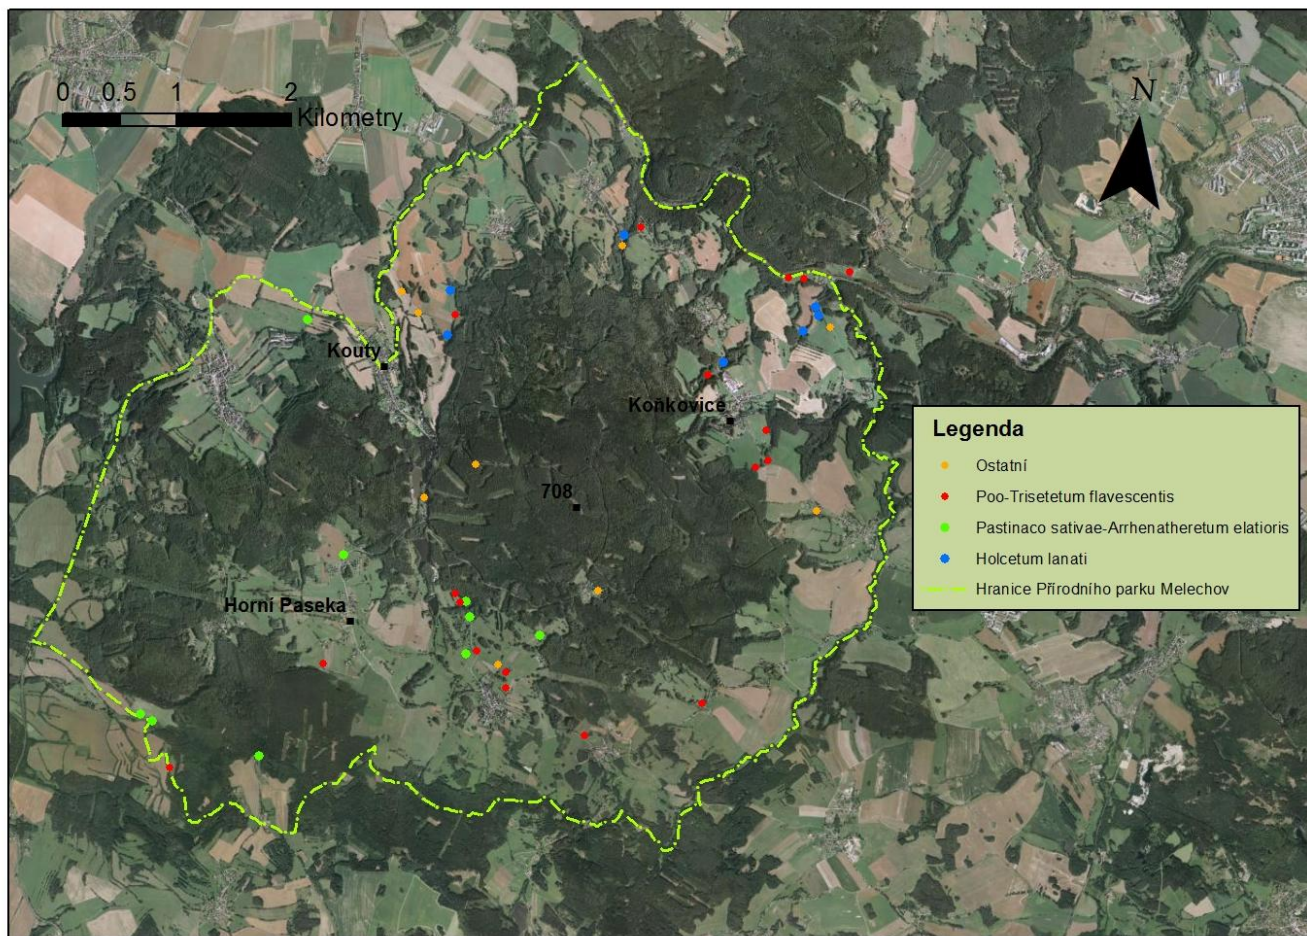 0 0.5 1 2
Kilometry
N
Kouty
Koňkovice
708
Horní Paseka
Legenda
Ostatní
Poo-Trisetetum flavescentis
Pastinaco sativae-Arrhenatheretum elatioris
Holcetum lanati
Hranice Přírodního parku Melechov